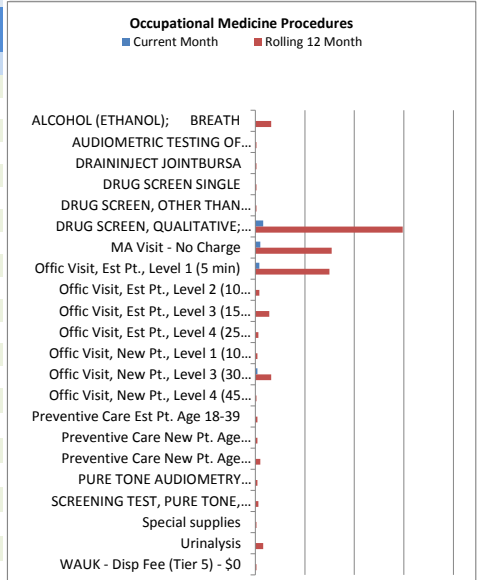 Occupational Medicine Procedures
Current Month Rolling 12 Month
ALCOHOL (ETHANOL); BREATH
AUDIOMETRIC TESTING OF…
DRAININJECT JOINTBURSA
DRUG SCREEN SINGLE
DRUG SCREEN, OTHER THAN…
DRUG SCREEN, QUALITATIVE;…
MA Visit - No Charge
Offic Visit, Est Pt., Level 1 (5 min)
Offic Visit, Est Pt., Level 2 (10…
Offic Visit, Est Pt., Level 3 (15…
Offic Visit, Est Pt., Level 4 (25…
Offic Visit, New Pt., Level 1 (10…
Offic Visit, New Pt., Level 3 (30…
Offic Visit, New Pt., Level 4 (45…
Preventive Care Est Pt. Age 18-39
Preventive Care New Pt. Age…
Preventive Care New Pt. Age…
PURE TONE AUDIOMETRY…
SCREENING TEST, PURE TONE,…
Special supplies
Urinalysis
WAUK - Disp Fee (Tier 5) - $0